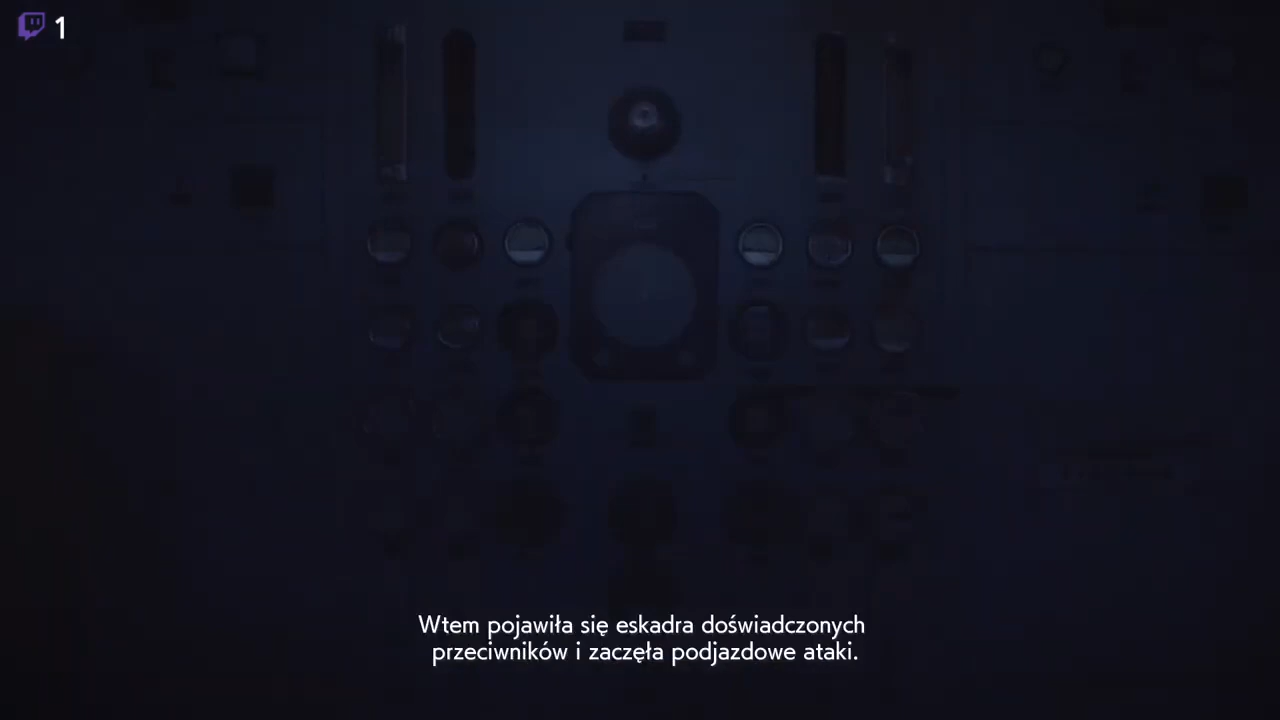 1
Wtem pojawiła się eskadra doświadczonych
przeciwników i zaczęła podjazdowe ataki.